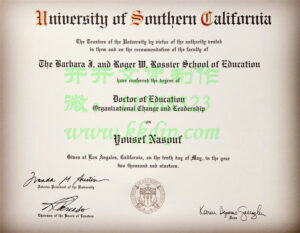 University of Southern California
The Trustees of the University by virtue of the authority vested
in them and on the recommendation of the faculty of
The Barbara J. and Roger W. Rossier School of Education
have conferred the degree of
Doctor of Education
Organizational Change and Leadership
on
Yousef Nasouf
Given at Los Angeles, California, on the tenth day of May, in the year
two thousand and nineteen.
Wanda M. Austin
Interim President of the University
Chairman of the Board of Trustees
Dean
www.kkdip.com